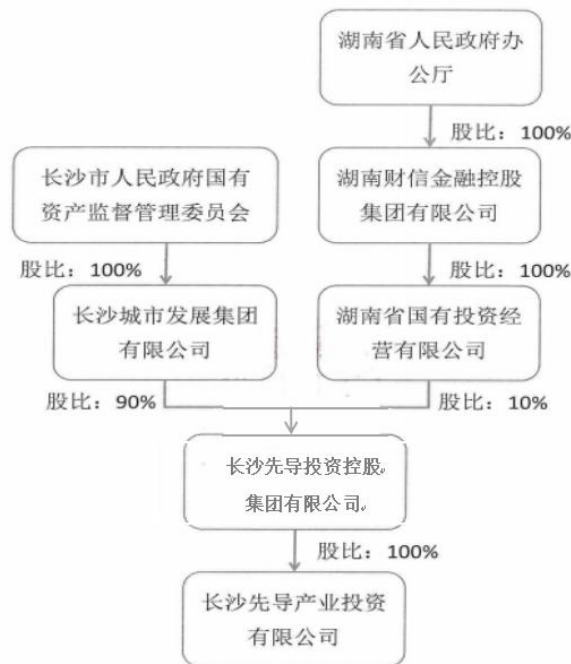 湖南省人民政府办
公厅
股比：100%
长沙市人民政府国有
资产监督管理委员会
湖南财信金融控股
集团有限公司
股比：100%
股比：100%
长沙城市发展集团
有限公司
湖南省国有投资经
营有限公司
股比：90%
股比：10%
长沙先导投资控股
集团有限公司
股比：100%
长沙先导产业投资
有限公司